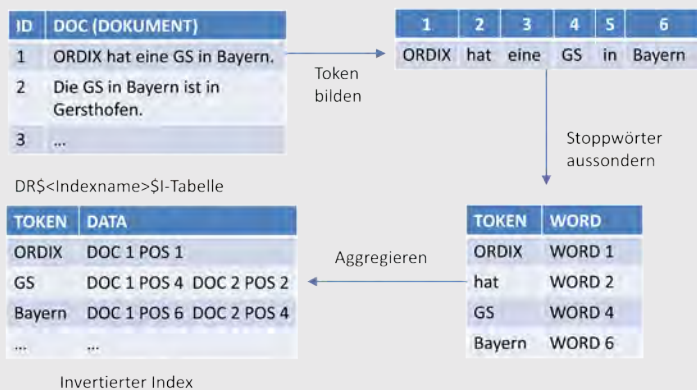 ID DOC (DOKUMENT)
1 ORDIX hat eine GS in Bayern.
2 Die GS in Bayern ist in
Gersthofen.
3 ...
Token
bilden
1 2 3 4 5 6
ORDIX hat eine GS in Bayern
Stoppwörter
aussondern
TOKEN WORD
ORDIX WORD 1
hat WORD 2
GS WORD 4
Bayern WORD 6
Aggregieren
DR$<Indexname>$I-Tabelle
TOKEN DATA
ORDIX DOC 1 POS 1
GS DOC 1 POS 4 DOC 2 POS 2
Bayern DOC 1 POS 6 DOC 2 POS 4
... ...
Invertierter Index